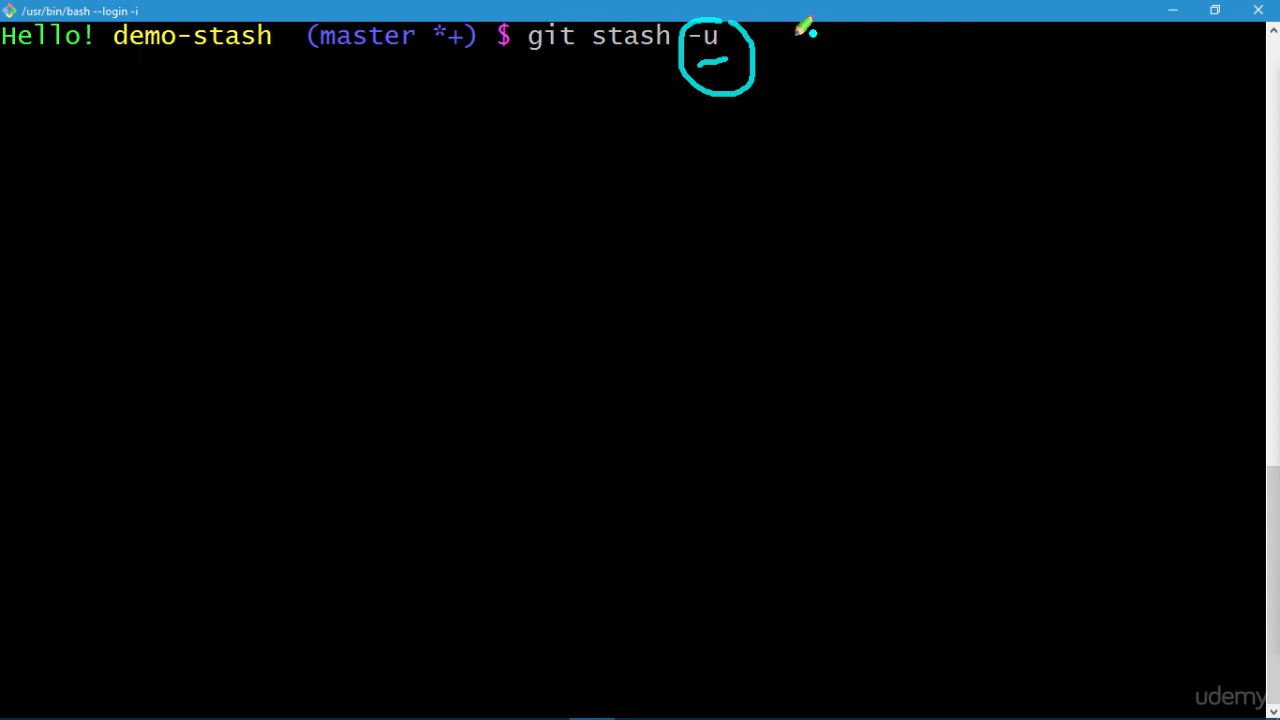 /usr/bin/bash --login -i
Hello! demo-stash (master *+) $ git stash -u
udemy